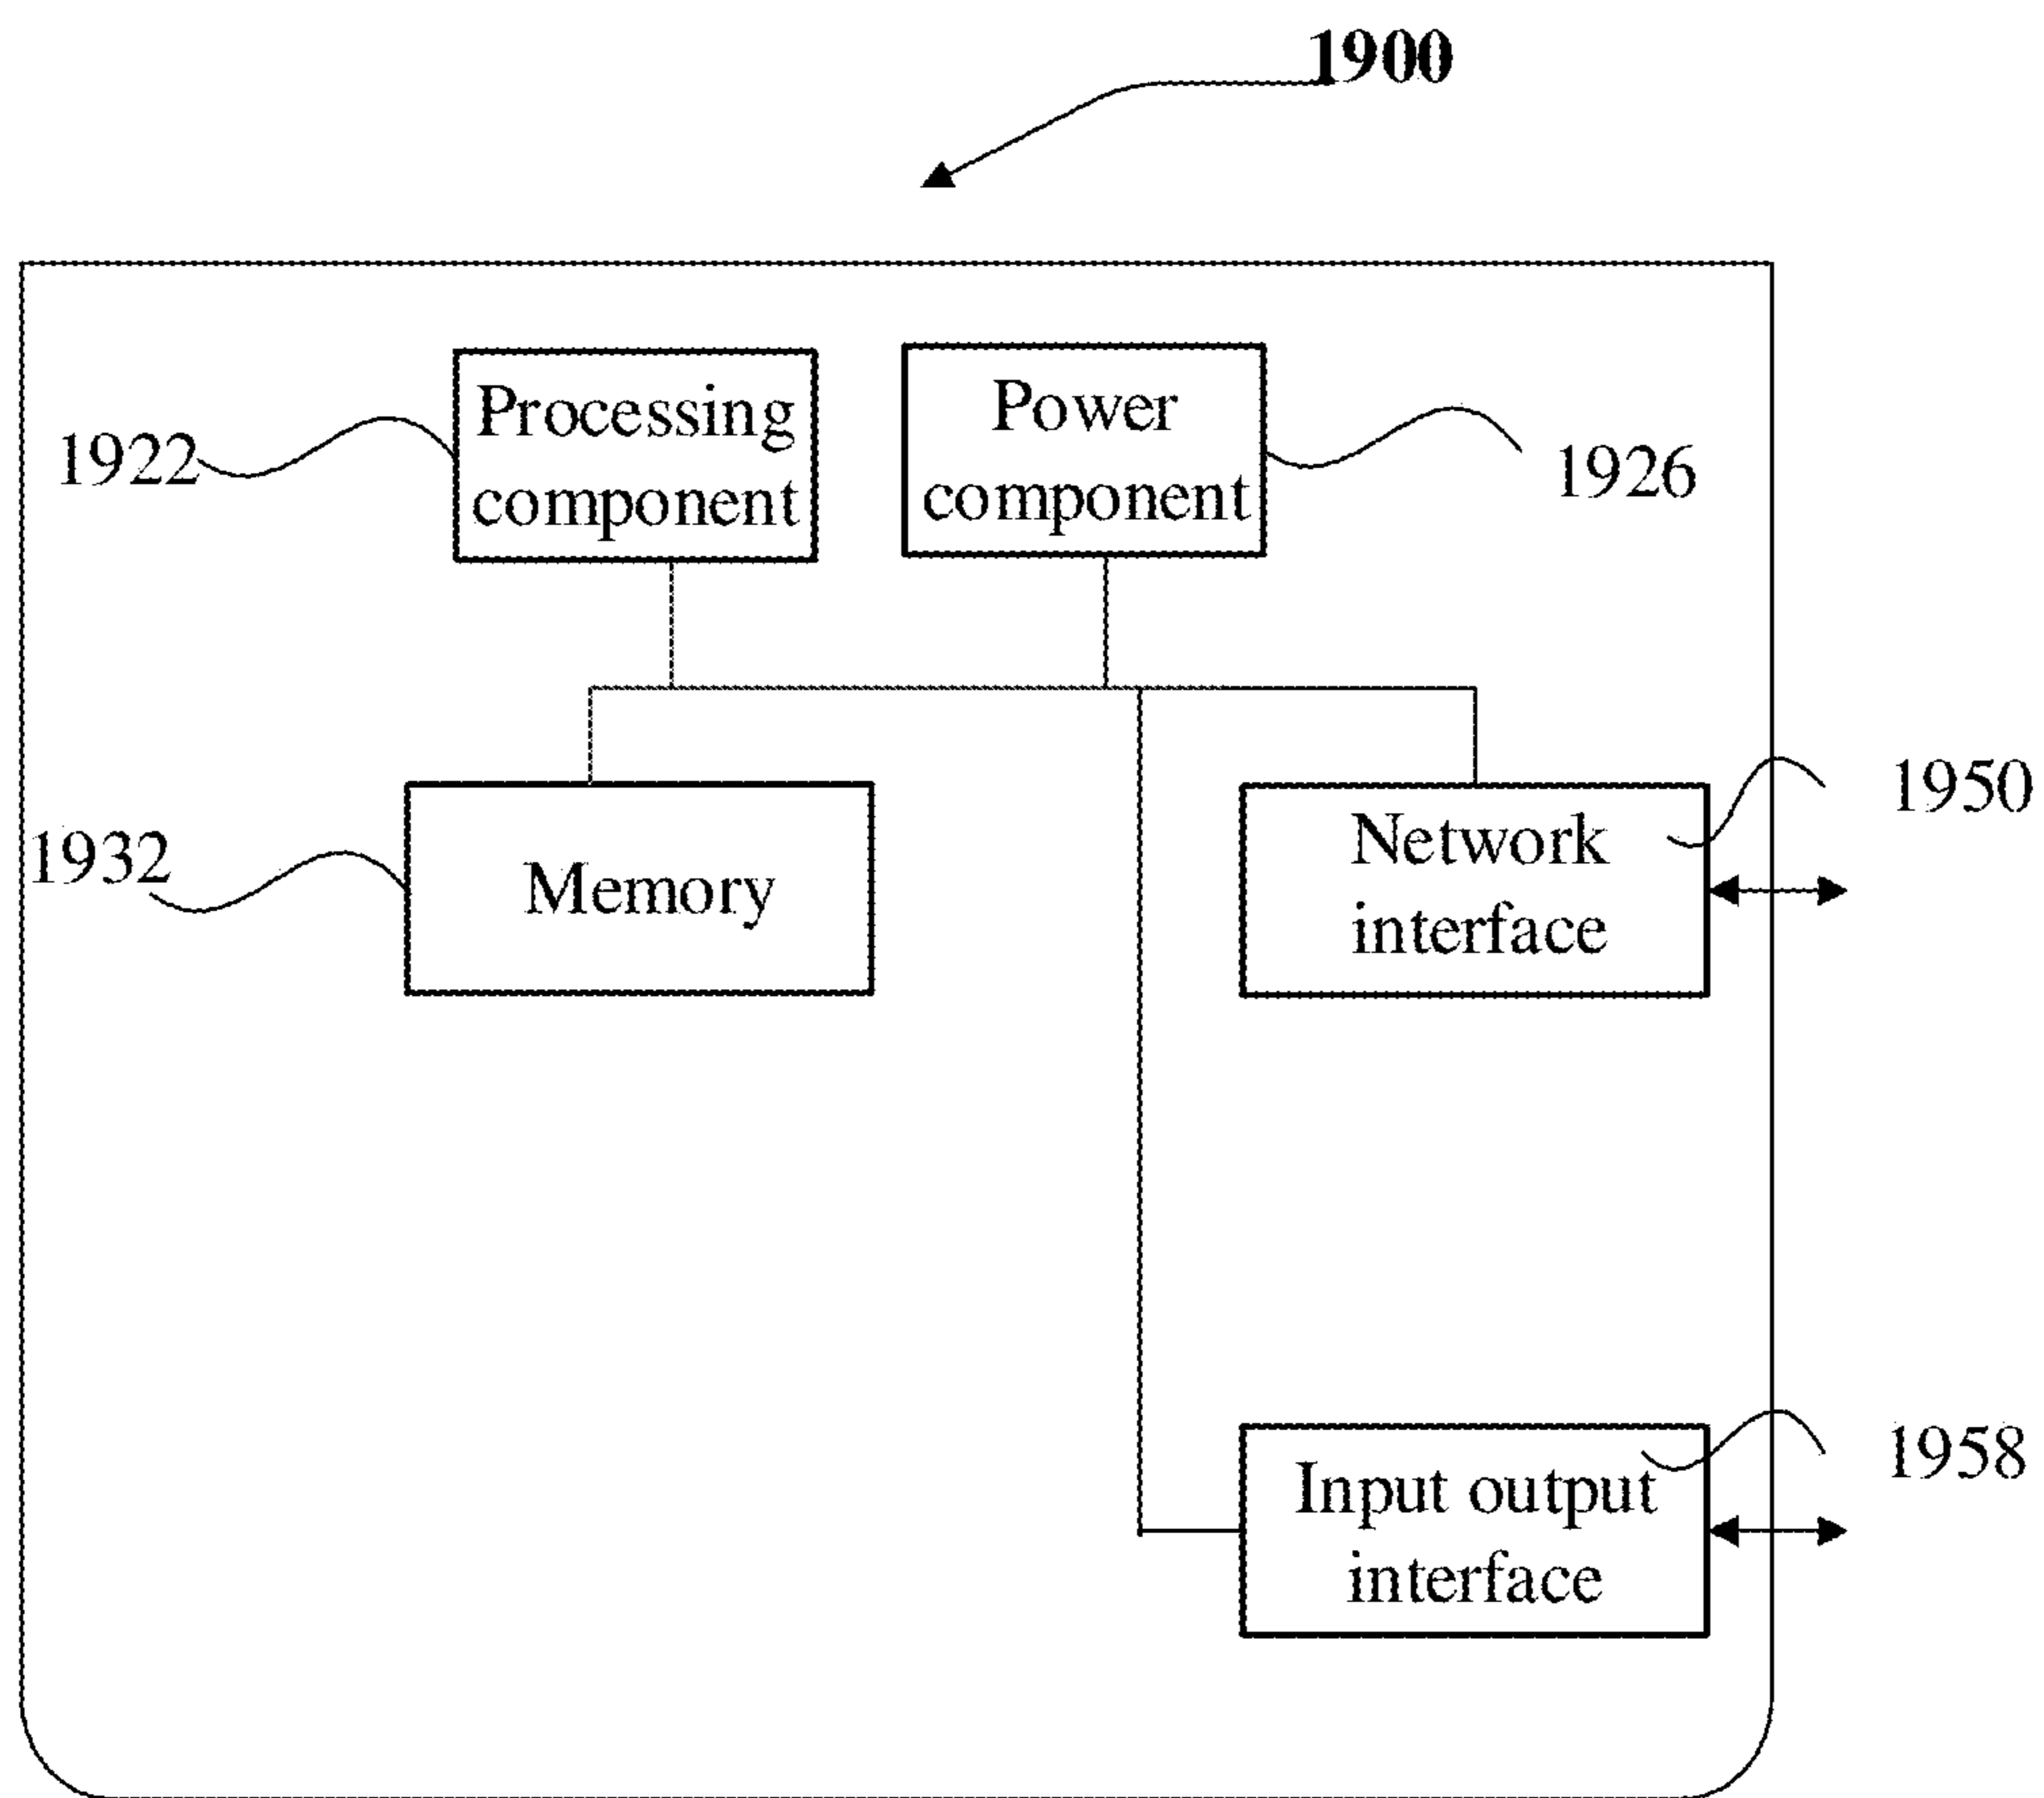 1900
Processing
component
Power
component
1922
1926
1932
Memory
Network
interface
1950
Input output
interface
1958